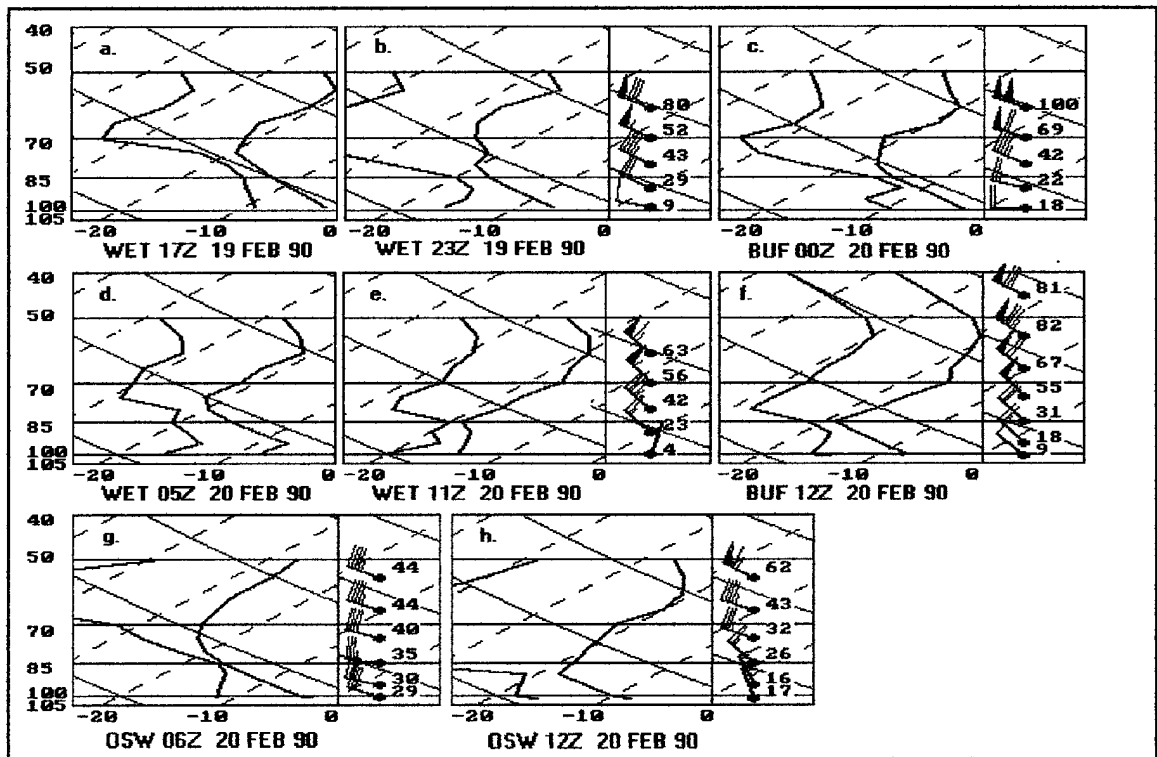 40 a. b. c.
50
80 100
52 69
70
43 42
85 29 22
100 9 18
105
-20 -10 0 -20 -10 0 -20 -10 0
WET 17Z 19 FEB 90 WET 23Z 19 FEB 90 BUF 00Z 20 FEB 90
40 d. e. f. 81
50 82
63 67
70 56 55
42
85 23 31
18
100 4 9
105
-20 -10 0 -20 -10 0 -20 -10 0
WET 05Z 20 FEB 90 WET 11Z 20 FEB 90 BUF 12Z 20 FEB 90
40 g. h.
50 44 62
44 43
70 40 32
85 35 26
30 16
100 29 17
105
-20 -10 0 -20 -10 0
OSW 06Z 20 FEB 90 OSW 12Z 20 FEB 90